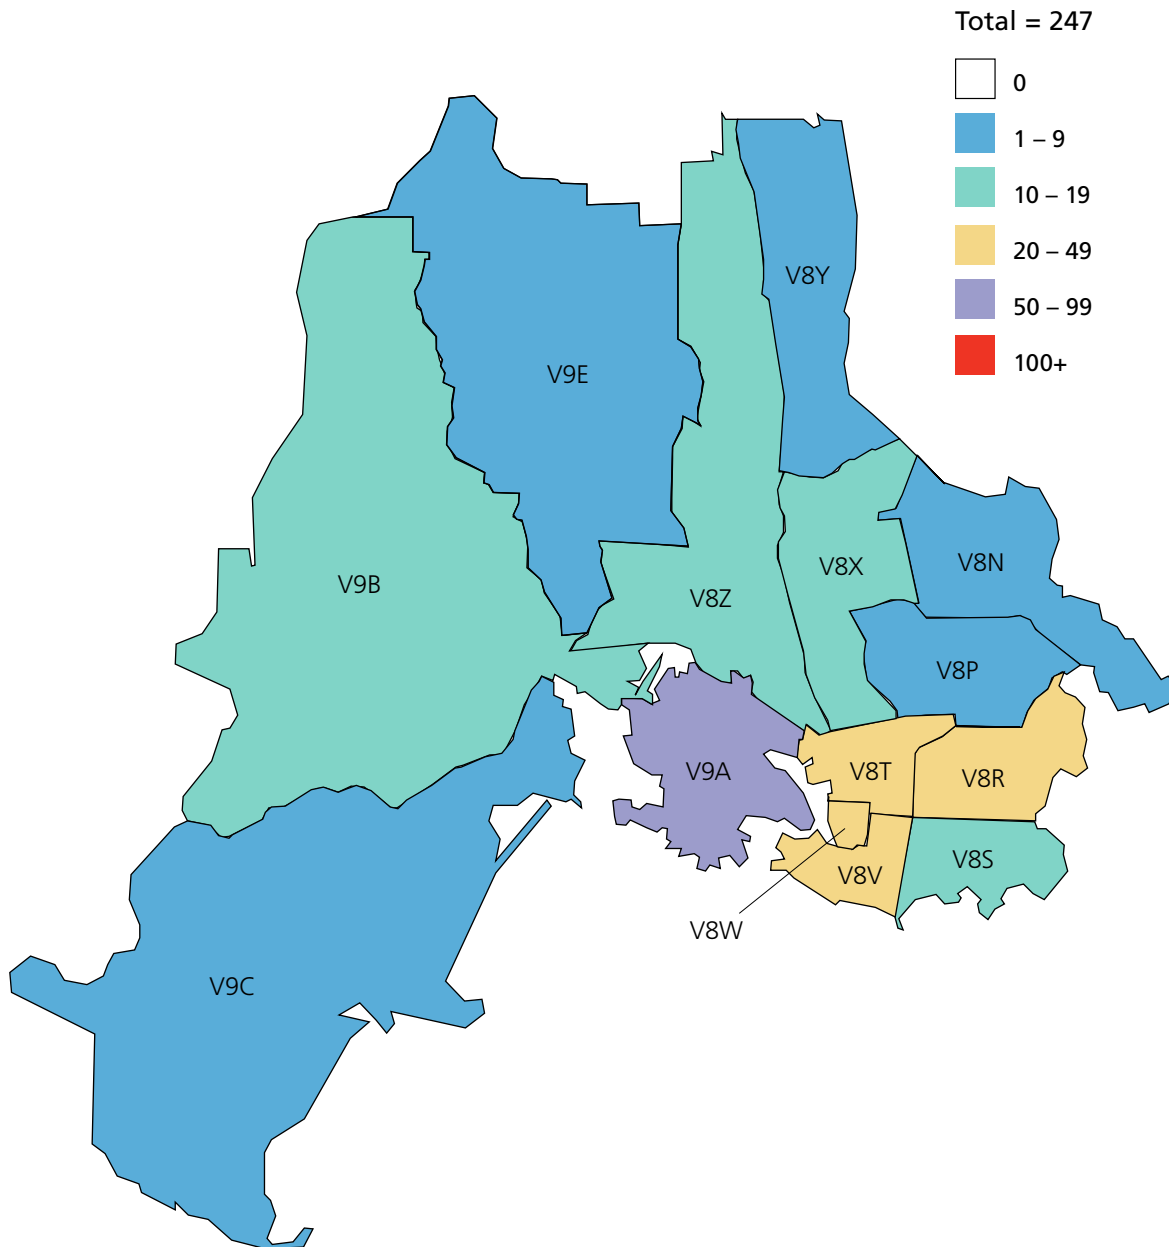 Total = 247
0
1 – 9
10 – 19
20 – 49
50 – 99
100+
V8Y
V9E
V8X
V8N
V9B
V8Z
V8P
V9A
V8T
V8R
V8S
V8V
V8W
V9C